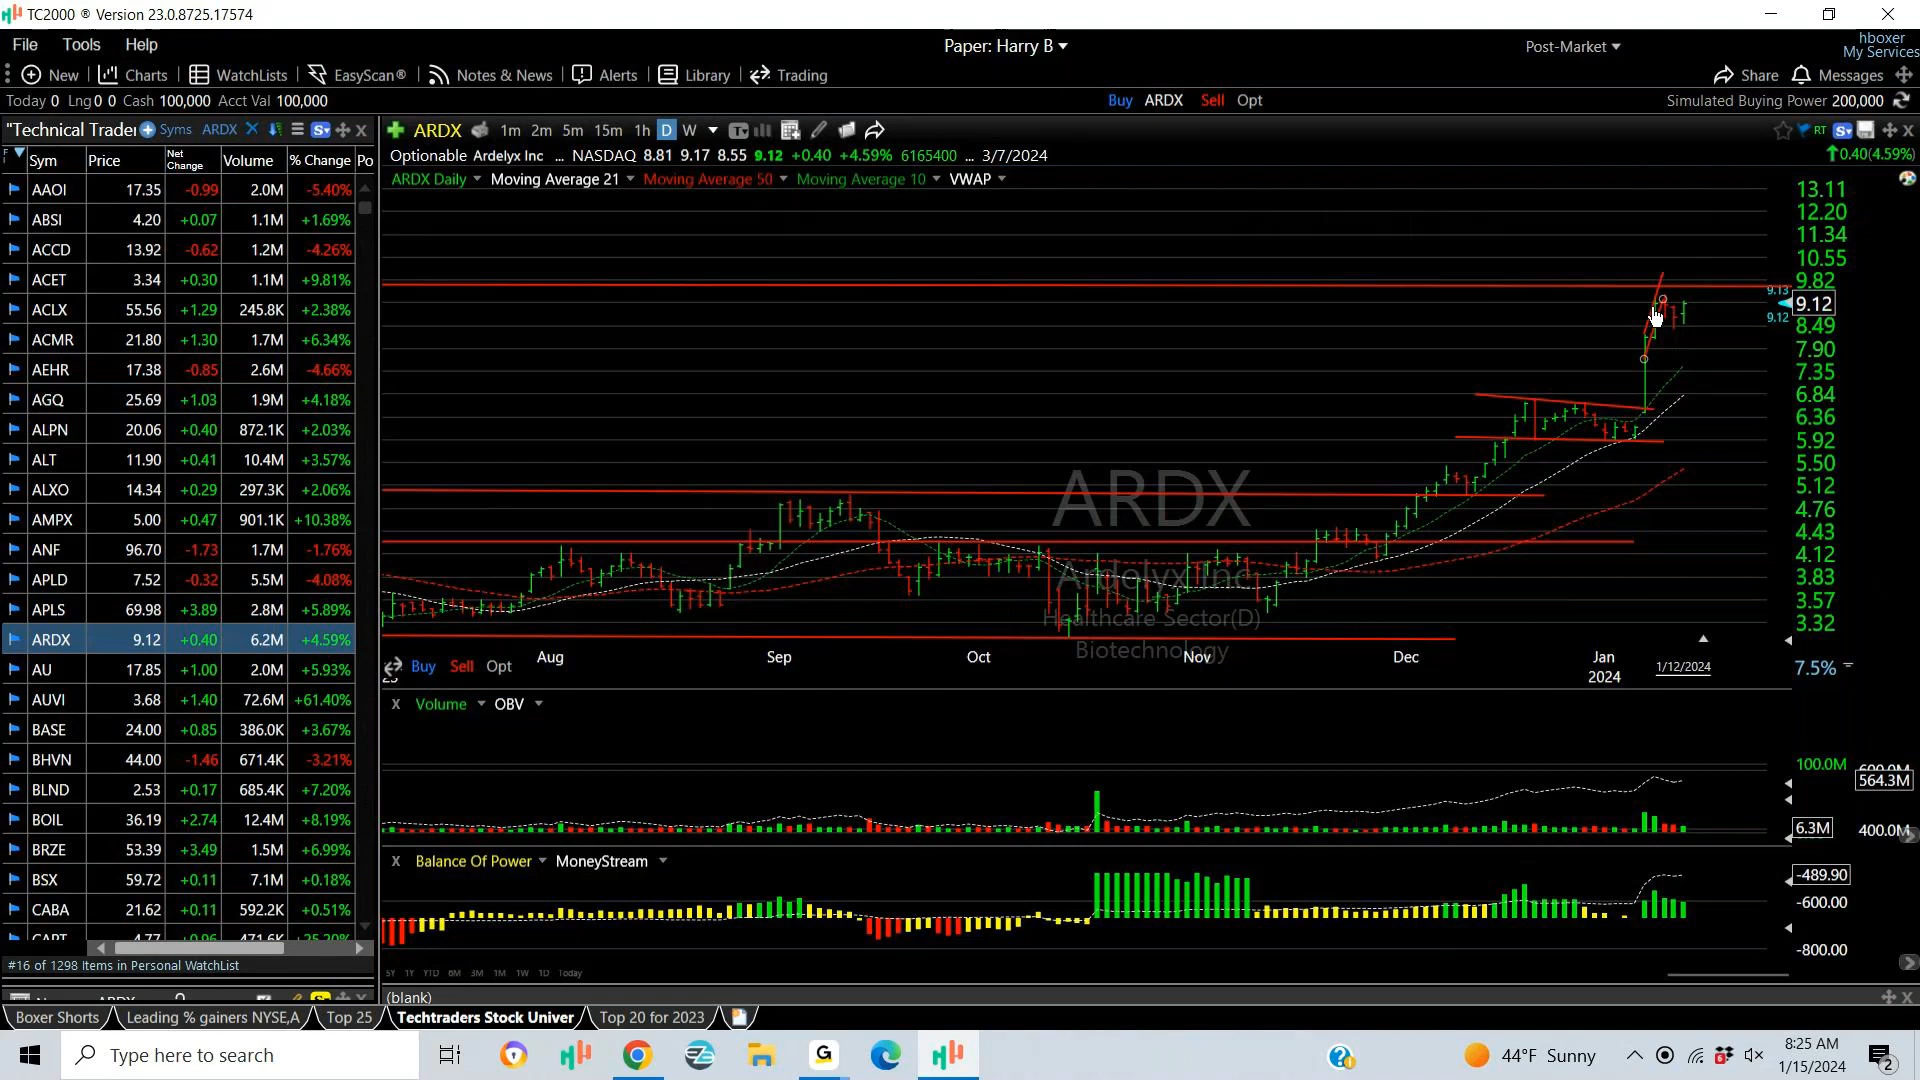 TC2000 ® Version 23.0.8725.17574
File Tools Help Paper: Harry B Post-Market hboxer
My Services
New Charts WatchLists EasyScan® Notes & News Alerts Library Trading Share Messages
Today 0 Lng 0 0 Cash 100,000 Acct Val 100,000 Buy ARDX Sell Opt Simulated Buying Power 200,000
"Technical Trader Syms ARDX
Sym Price Net Change Volume % Change Po
AAOI 17.35 -0.99 2.0M -5.40%
ABSI 4.20 +0.07 1.1M +1.69%
ACCD 13.92 -0.62 1.2M -4.26%
ACET 3.34 +0.30 1.1M +9.81%
ACLX 55.56 +1.29 245.8K +2.38%
ACMR 21.80 +1.30 1.7M +6.34%
AEHR 17.38 -0.85 2.6M -4.66%
AGQ 25.69 +1.03 1.9M +4.18%
ALPN 20.06 +0.40 872.1K +2.03%
ALT 11.90 +0.41 10.4M +3.57%
ALXO 14.34 +0.29 297.3K +2.06%
AMPX 5.00 +0.47 901.1K +10.38%
ANF 96.70 -1.73 1.7M -1.76%
APLD 7.52 -0.32 5.5M -4.08%
APLS 69.98 +3.89 2.8M +5.89%
ARDX 9.12 +0.40 6.2M +4.59%
AU 17.85 +1.00 2.0M +5.93%
AUVI 3.68 +1.40 72.6M +61.40%
BASE 24.00 +0.85 386.0K +3.67%
BHVN 44.00 -1.46 671.4K -3.21%
BLND 2.53 +0.17 685.4K +7.20%
BOIL 36.19 +2.74 12.4M +8.19%
BRZE 53.39 +3.49 1.5M +6.99%
BSX 59.72 +0.11 7.1M +0.18%
CABA 21.62 +0.11 592.2K +0.51%
#16 of 1298 Items in Personal WatchList
ARDX 1m 2m 5m 15m 1h D W
Optionable Ardelyx Inc ... NASDAQ 8.81 9.17 8.55 9.12 +0.40 +4.59% 6165400 ... 3/7/2024
RT
0.40(4.59%)
ARDX Daily Moving Average 21 Moving Average 50 Moving Average 10 VWAP
13.11
12.20
11.34
10.55
9.82
9.13
9.12
9.12
8.49
7.90
7.35
6.84
6.36
5.92
5.50
5.12
4.76
4.43
4.12
3.83
3.57
3.32
ARDX
Ardelyx Inc
Healthcare Sector(D)
Biotechnology
Buy Sell Opt
Aug Sep Oct Nov Dec Jan
2024
1/12/2024
7.5%
Volume OBV
100.0M
564.3M
6.3M
400.0M
Balance Of Power MoneyStream
-489.90
-600.00
-800.00
5Y 1Y YTD 6M 3M 1M 1W 1D Today
(blank)
Boxer Shorts Leading % gainers NYSE,A Top 25 Techtraders Stock Univer Top 20 for 2023
Type here to search
44°F Sunny
8:25 AM
1/15/2024
2